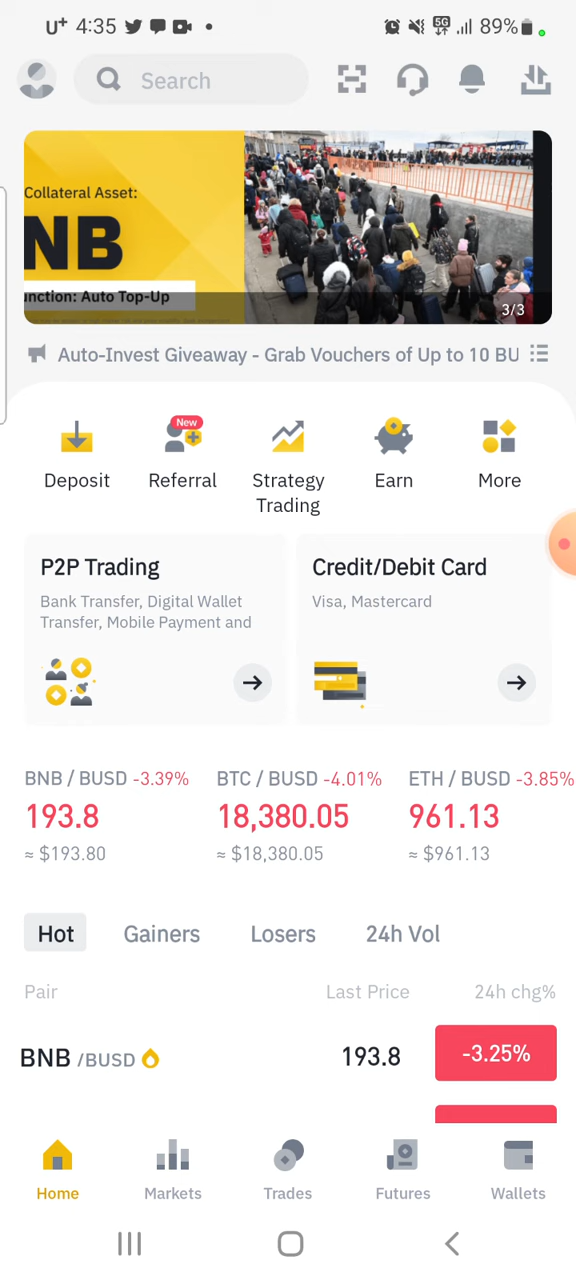 U+ 4:35 5G 89%
Search
Collateral Asset:
NB
unction: Auto Top-Up
3/3
Auto-Invest Giveaway - Grab Vouchers of Up to 10 BU
New
Deposit Referral Strategy Trading Earn More
P2P Trading
Bank Transfer, Digital Wallet
Transfer, Mobile Payment and
Credit/Debit Card
Visa, Mastercard
BNB / BUSD -3.39% BTC / BUSD -4.01% ETH / BUSD -3.85%
193.8 18,380.05 961.13
≈ $193.80 ≈ $18,380.05 ≈ $961.13
Hot Gainers Losers 24h Vol
Pair Last Price 24h chg%
BNB /BUSD 193.8 -3.25%
Home Markets Trades Futures Wallets